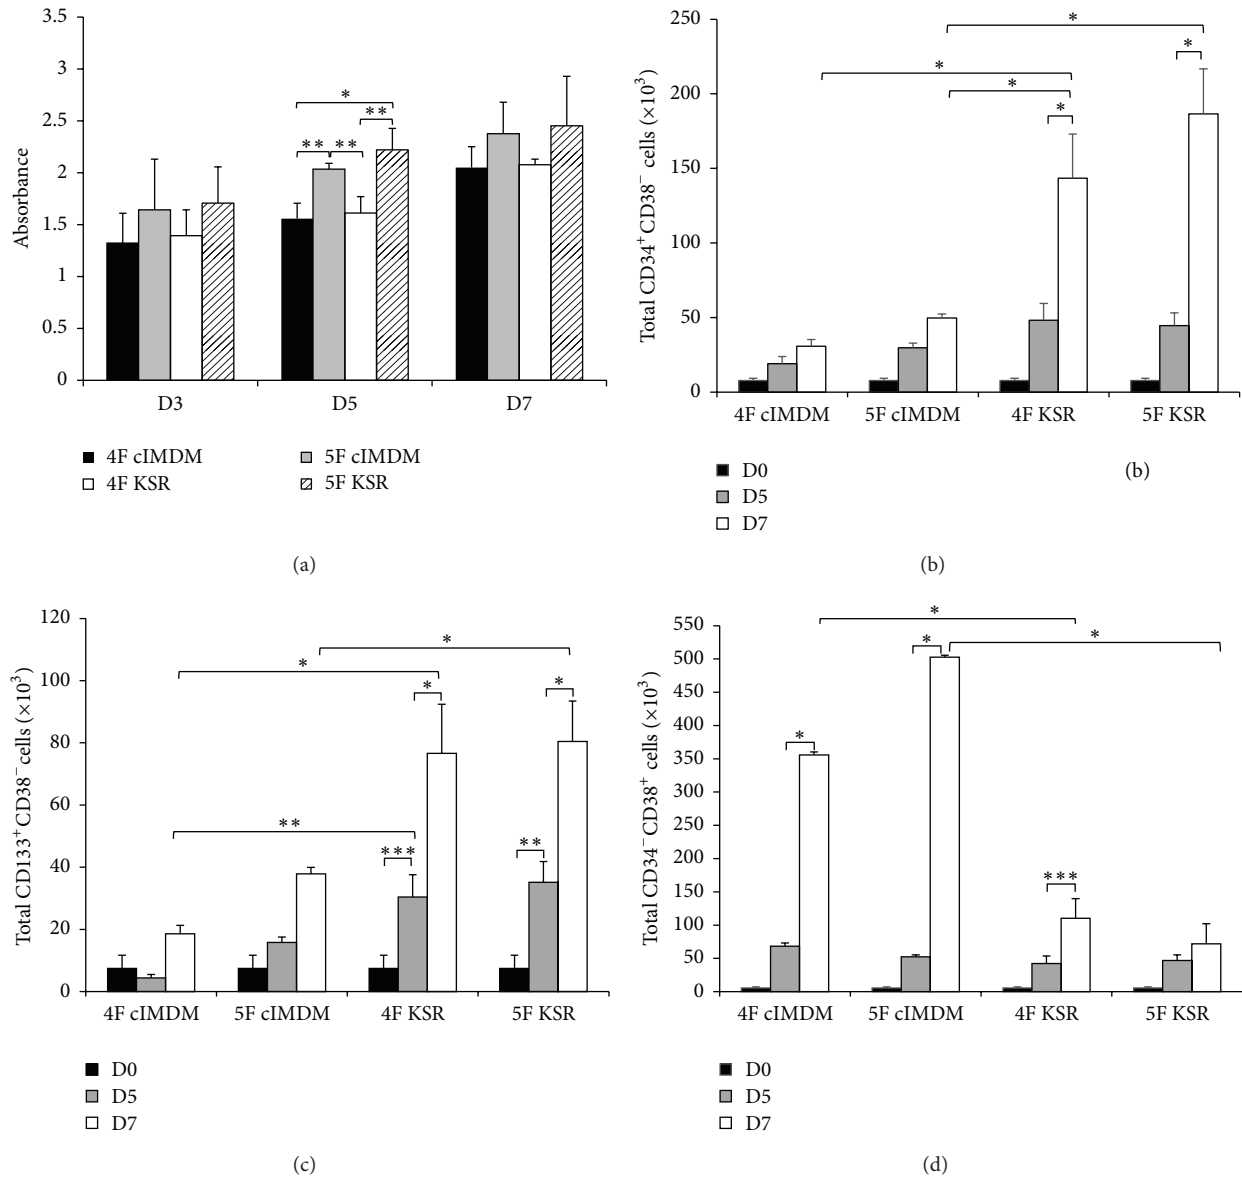 3.5
3
2.5
2
1.5
1
0.5
0
Absorbance
*
** ** **
D3 D5 D7
4F cIMDM 5F cIMDM
4F KSR 5F KSR
(a)
250
200
150
100
50
0
Total CD34⁺CD38⁻ cells (×10³)
*
*
*
*
*
4F cIMDM 5F cIMDM 4F KSR 5F KSR
D0
D5
D7
(b)
(b)
120
100
80
60
40
20
0
Total CD133⁺CD38⁻ cells (×10³)
*
*
* *
**
*** **
4F cIMDM 5F cIMDM 4F KSR 5F KSR
D0
D5
D7
(c)
550
500
450
400
350
300
250
200
150
100
50
0
Total CD34⁻CD38⁺ cells (×10³)
*
* *
*
***
4F cIMDM 5F cIMDM 4F KSR 5F KSR
D0
D5
D7
(d)